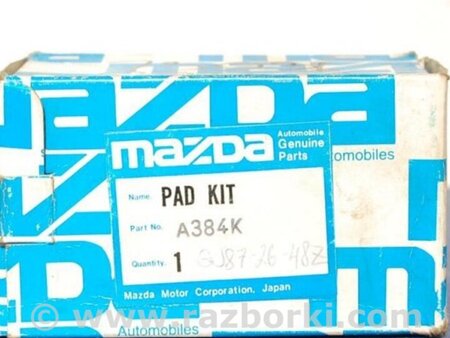 mazda
Automobile
Genuine
Parts
Name. PAD KIT
Part No. A384K
Quantity. 1 GJ87-26-48Z
Mazda Motor Corporation, Japan
omobiles
Automobiles
www.razborki.com